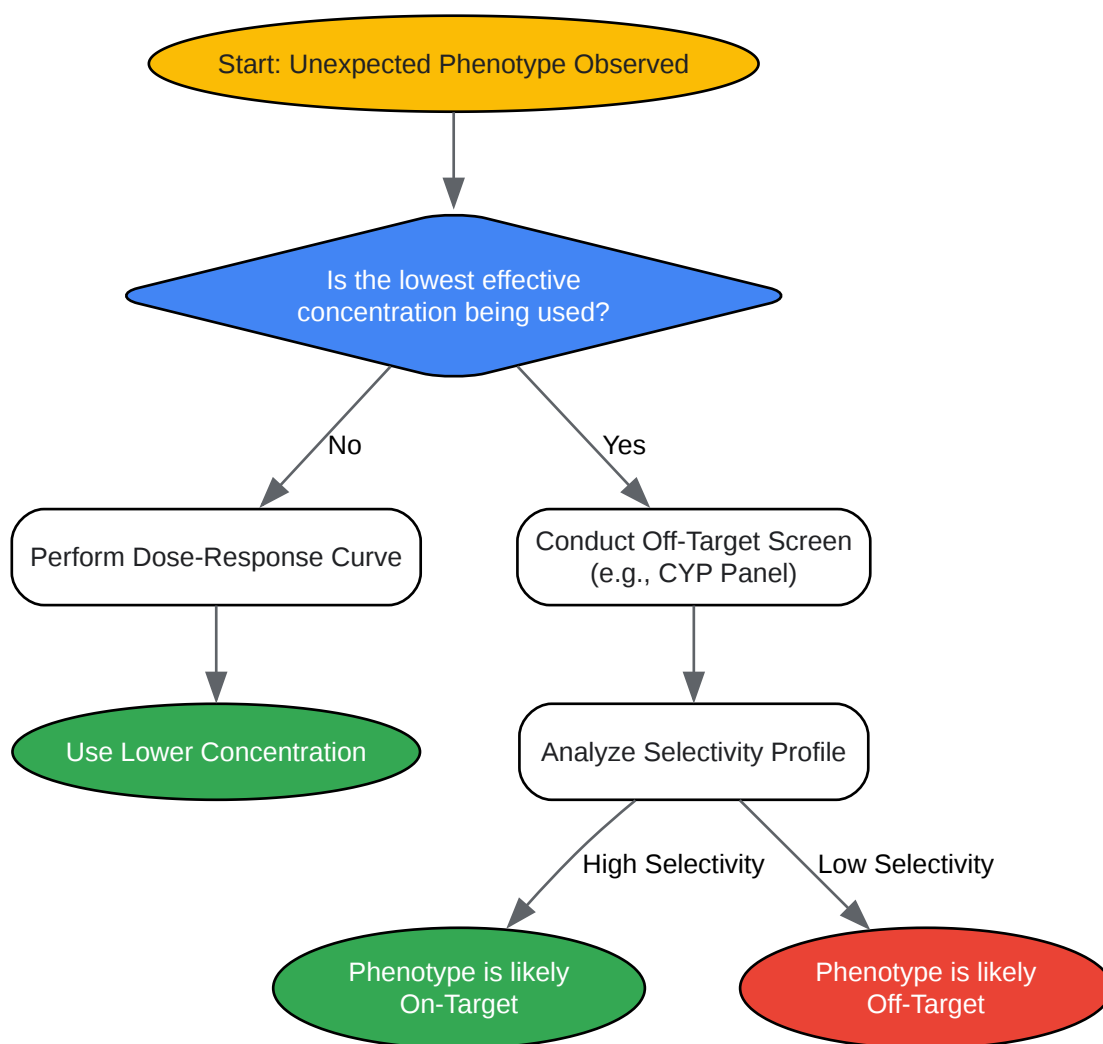 Start: Unexpected Phenotype Observed
Is the lowest effective
concentration being used?
No
Yes
Perform Dose-Response Curve
Conduct Off-Target Screen
(e.g., CYP Panel)
Use Lower Concentration
Analyze Selectivity Profile
High Selectivity
Low Selectivity
Phenotype is likely
On-Target
Phenotype is likely
Off-Target